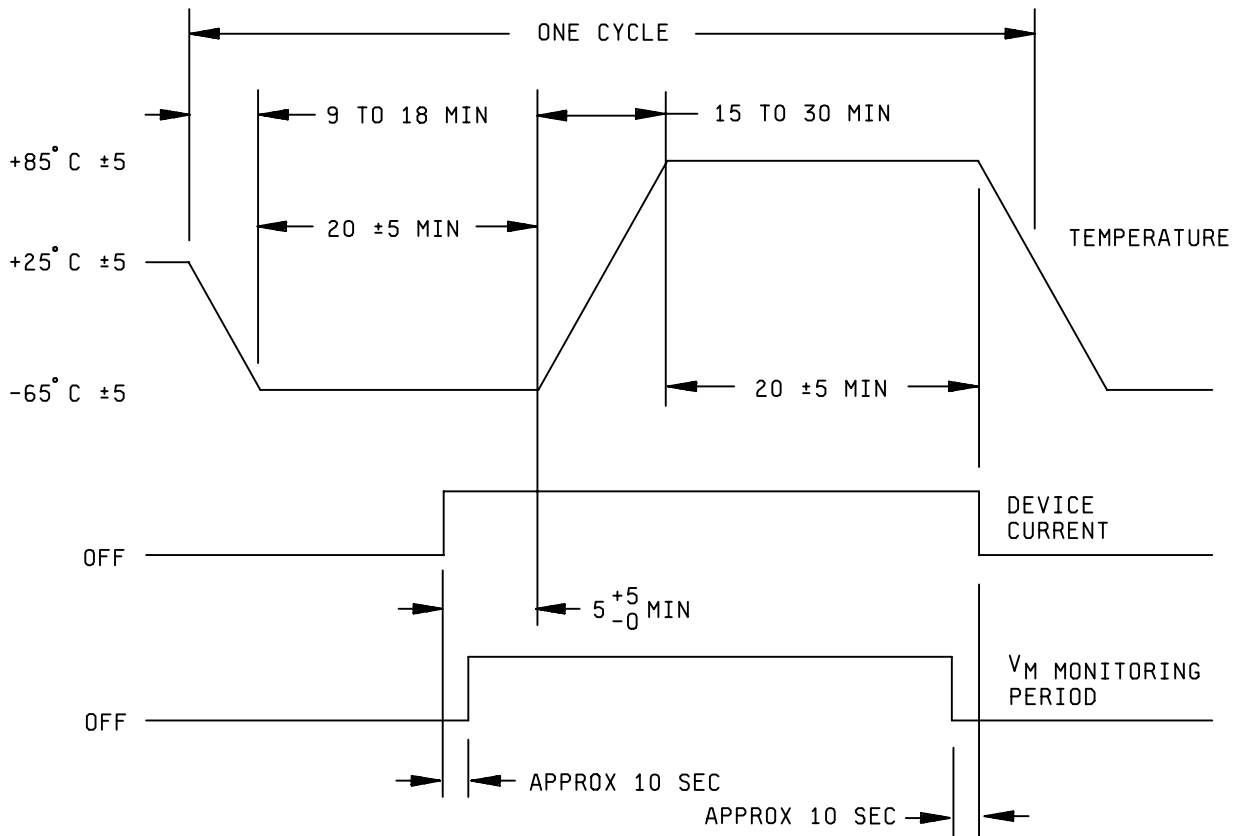 ONE CYCLE
9 TO 18 MIN
15 TO 30 MIN
+85°C ±5
20 ±5 MIN
TEMPERATURE
+25°C ±5
-65°C ±5
20 ±5 MIN
DEVICE
CURRENT
OFF
5 +5 -0 MIN
VM MONITORING
PERIOD
OFF
APPROX 10 SEC
APPROX 10 SEC